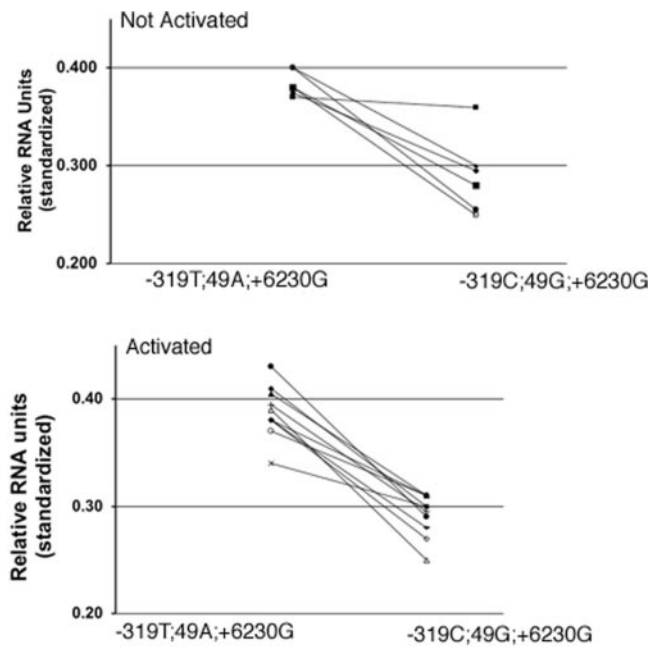 Not Activated
Relative RNA Units
(standardized)
0.400
0.300
0.200
-319T;49A;+6230G
-319C;49G;+6230G
Activated
Relative RNA units
(standardized)
0.40
0.30
0.20
-319T;49A;+6230G
-319C;49G;+6230G